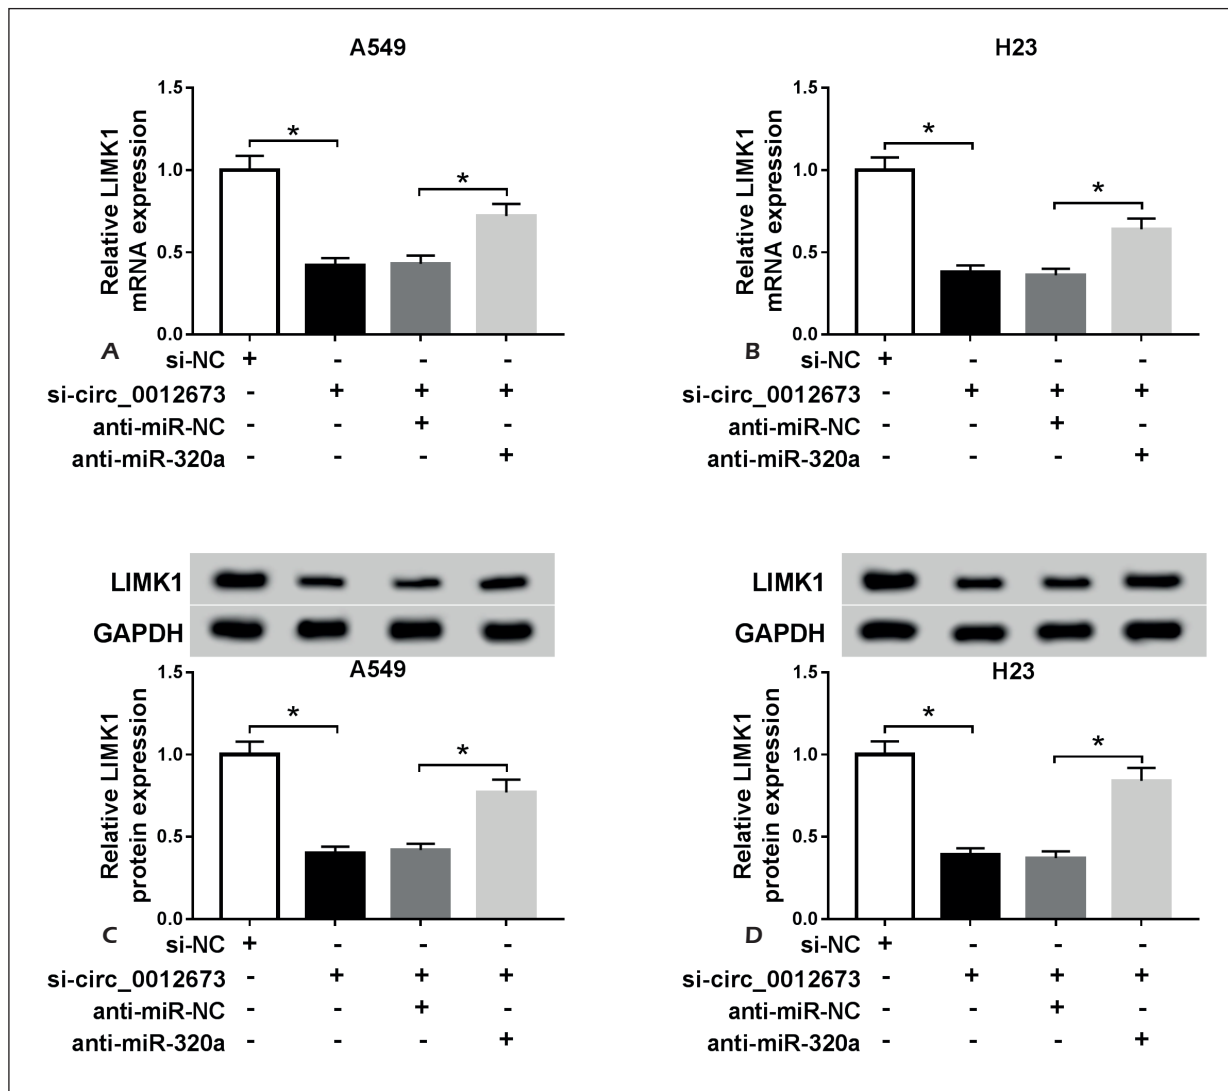 A549
Relative LIMK1
mRNA expression
1.5
1.0
0.5
0.0
*
*
A
si-NC + - - -
si-circ_0012673 - + + +
anti-miR-NC - - + -
anti-miR-320a - - - +
H23
Relative LIMK1
mRNA expression
1.5
1.0
0.5
0.0
*
*
B
si-NC + - - -
si-circ_0012673 - + + +
anti-miR-NC - - + -
anti-miR-320a - - - +
LIMK1
GAPDH
A549
Relative LIMK1
protein expression
1.5
1.0
0.5
0.0
*
*
C
si-NC + - - -
si-circ_0012673 - + + +
anti-miR-NC - - + -
anti-miR-320a - - - +
LIMK1
GAPDH
H23
Relative LIMK1
protein expression
1.5
1.0
0.5
0.0
*
*
D
si-NC + - - -
si-circ_0012673 - + + +
anti-miR-NC - - + -
anti-miR-320a - - - +